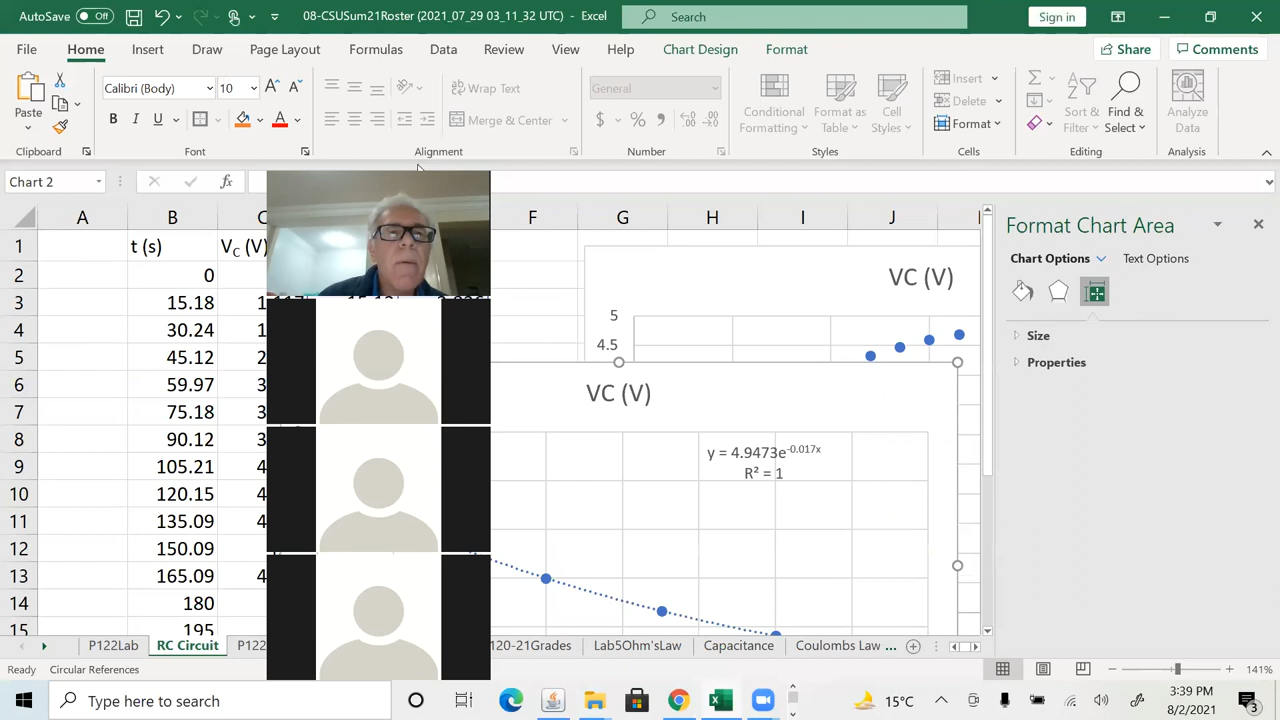 AutoSave Off 08-CSUSum21Roster (2021_07_29 03_11_32 UTC) - Excel Search Sign in
File Home Insert Draw Page Layout Formulas Data Review View Help Chart Design Format Share Comments
Paste Calibri (Body) 10 Wrap Text General Conditional Formatting Format as Table Cell Styles Insert Sort & Filter Find & Select Analyze Data
B I U A Merge & Center $ % Delete
Format
Clipboard Font Alignment Number Styles Cells Editing Analysis
Chart 2 fx
A B C F G H I J
Format Chart Area
Chart Options Text Options
Size
Properties
1 t (s) VC (V)
2 0
3 15.18
4 30.24
5 45.12
6 59.97
7 75.18
8 90.12
9 105.21
10 120.15
11 135.09
12 150.09
13 165.09
14 180
15 195
VC (V)
5
4.5
VC (V)
y = 4.9473e-0.017x
R² = 1
P122Lab RC Circuit P122 120-21Grades Lab5Ohm'sLaw Capacitance Coulombs Law ...
Ready Circular References 141%
Type here to search 15°C 3:39 PM
8/2/2021 3